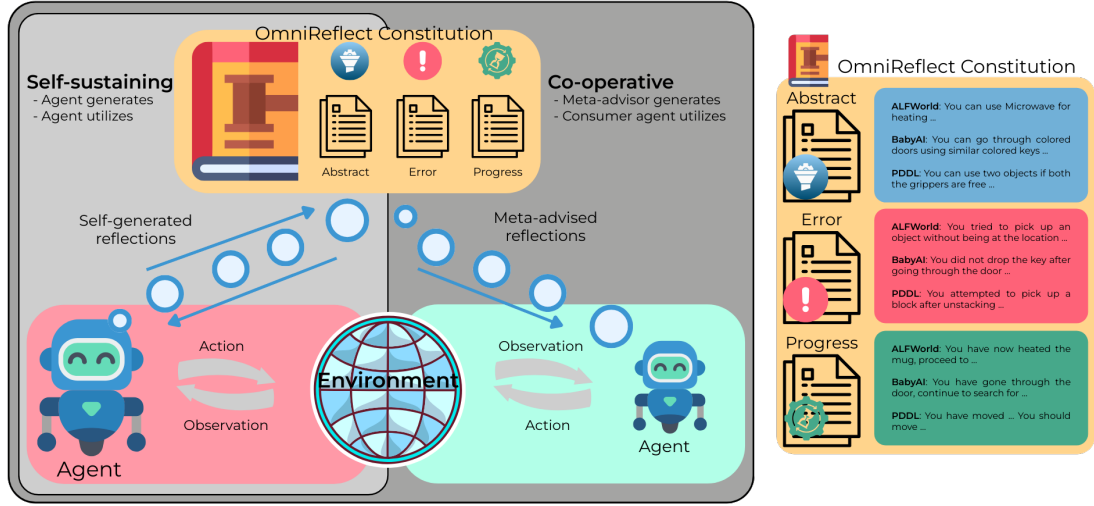 OmniReflect Constitution
Self-sustaining
- Agent generates
- Agent utilizes
Abstract
Error
Progress
Co-operative
- Meta-advisor generates
- Consumer agent utilizes
Self-generated
reflections
Meta-advised
reflections
Action
Observation
Agent
Environment
Observation
Action
Agent
OmniReflect Constitution
Abstract
ALFWorld: You can use Microwave for
heating ...
BabyAI: You can go through colored
doors using similar colored keys ...
PDDL: You can use two objects if both
the grippers are free ...
Error
ALFWorld: You tried to pick up an
object without being at the location ...
BabyAI: You did not drop the key after
going through the door ...
PDDL: You attempted to pick up a
block after unstacking ...
Progress
ALFWorld: You have now heated the
mug, proceed to ...
BabyAI: You have gone through the
door, continue to search for ...
PDDL: You have moved ... You should
move ...